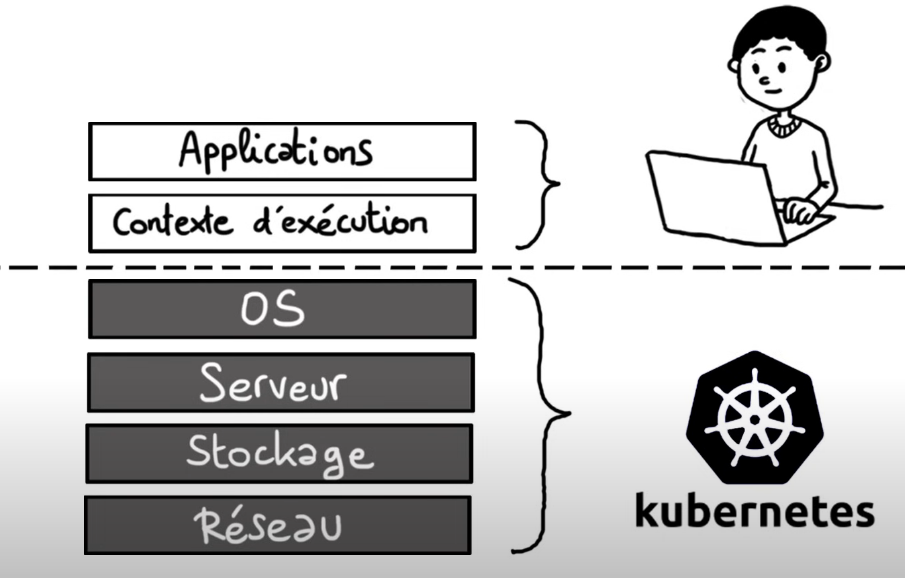 Applications
Contexte d'exécution
OS
Serveur
Stockage
Réseau
kubernetes